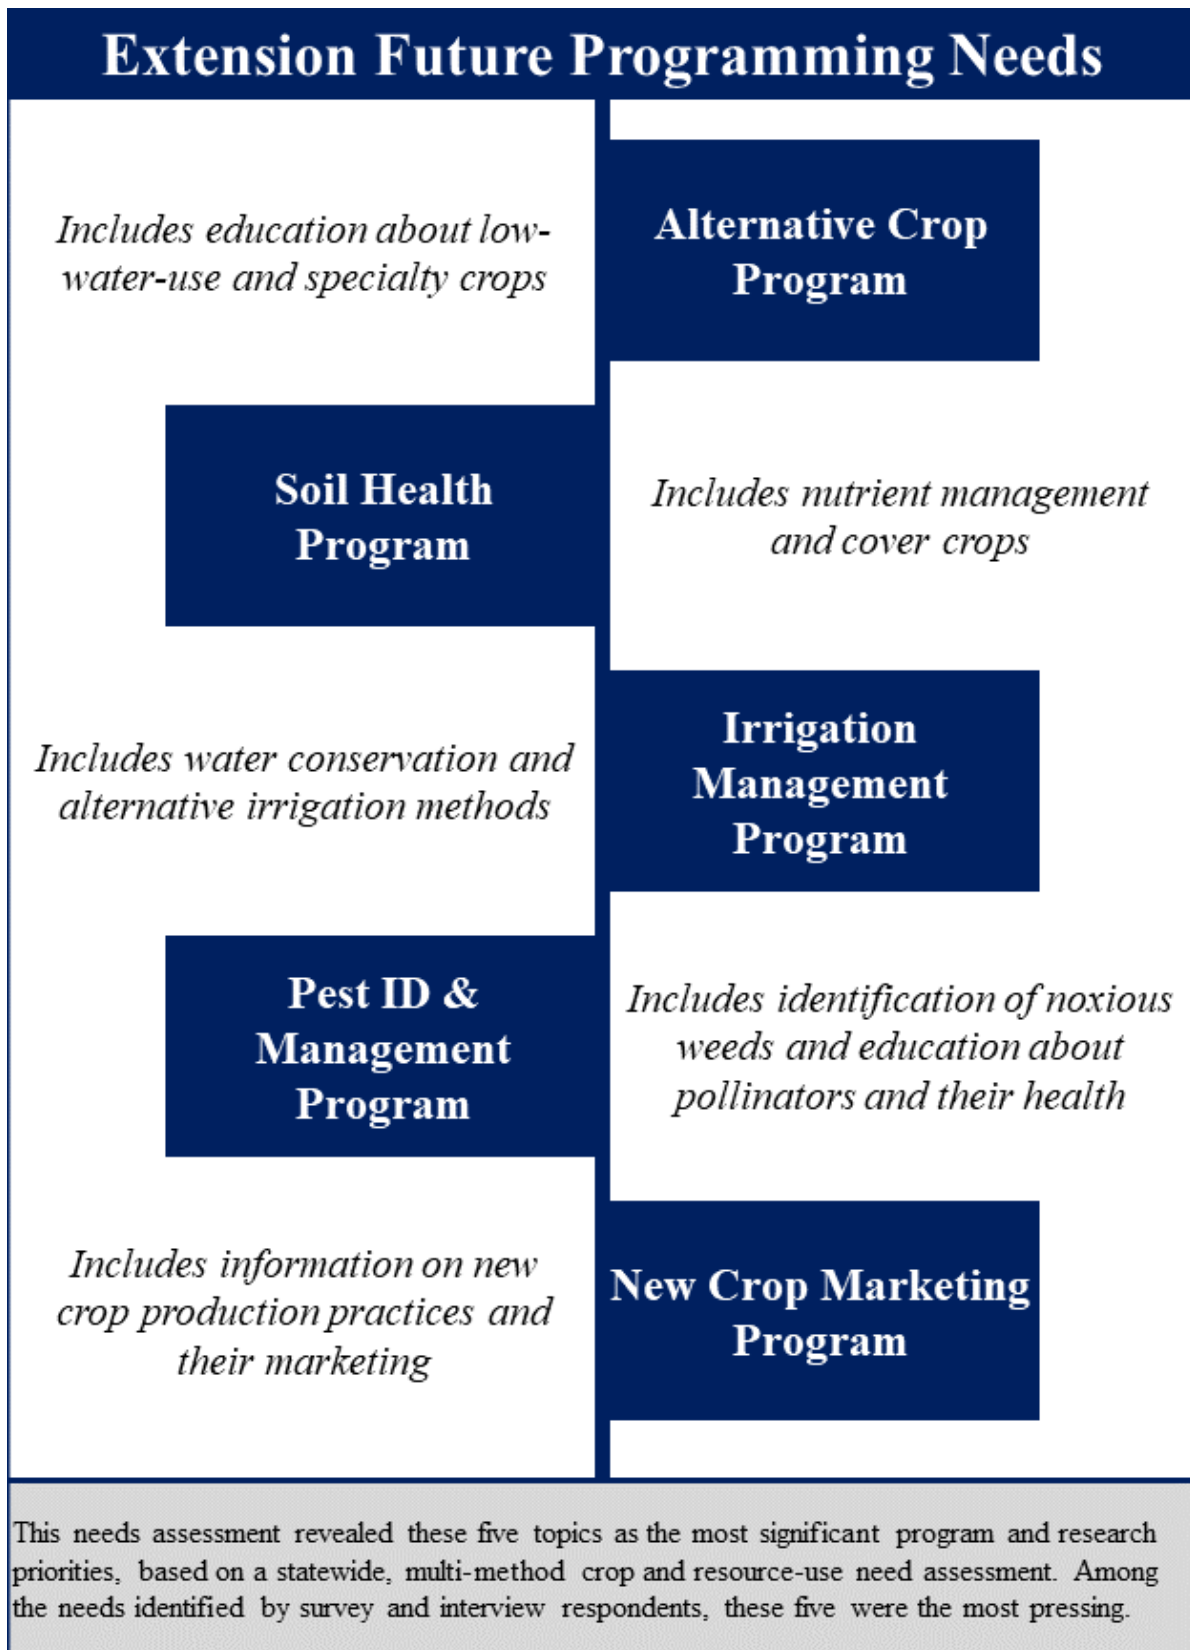 Extension Future Programming Needs
Includes education about low-
water-use and specialty crops
Alternative Crop
Program
Soil Health
Program
Includes nutrient management
and cover crops
Includes water conservation and
alternative irrigation methods
Irrigation
Management
Program
Pest ID &
Management
Program
Includes identification of noxious
weeds and education about
pollinators and their health
Includes information on new
crop production practices and
their marketing
New Crop Marketing
Program
This needs assessment revealed these five topics as the most significant program and research
priorities, based on a statewide, multi-method crop and resource-use need assessment. Among
the needs identified by survey and interview respondents, these five were the most pressing.